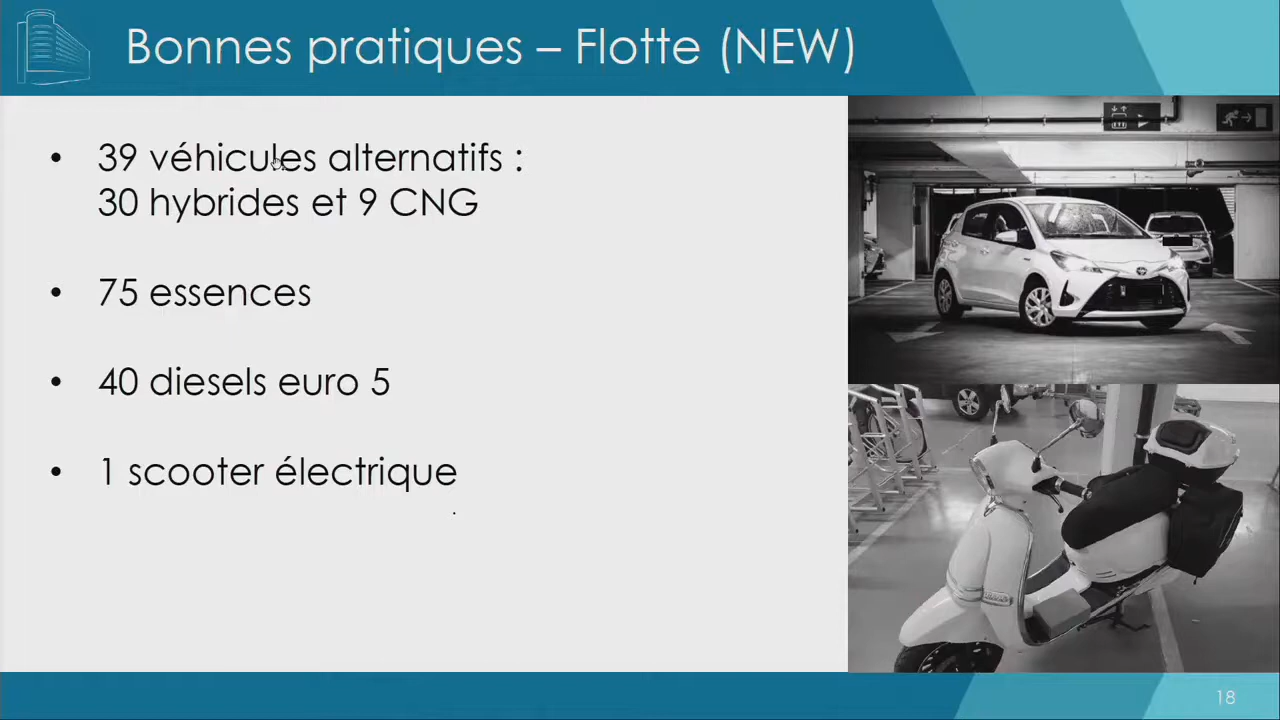 Bonnes pratiques – Flotte (NEW)
• 39 véhicules alternatifs :
30 hybrides et 9 CNG
• 75 essences
• 40 diesels euro 5
• 1 scooter électrique
18